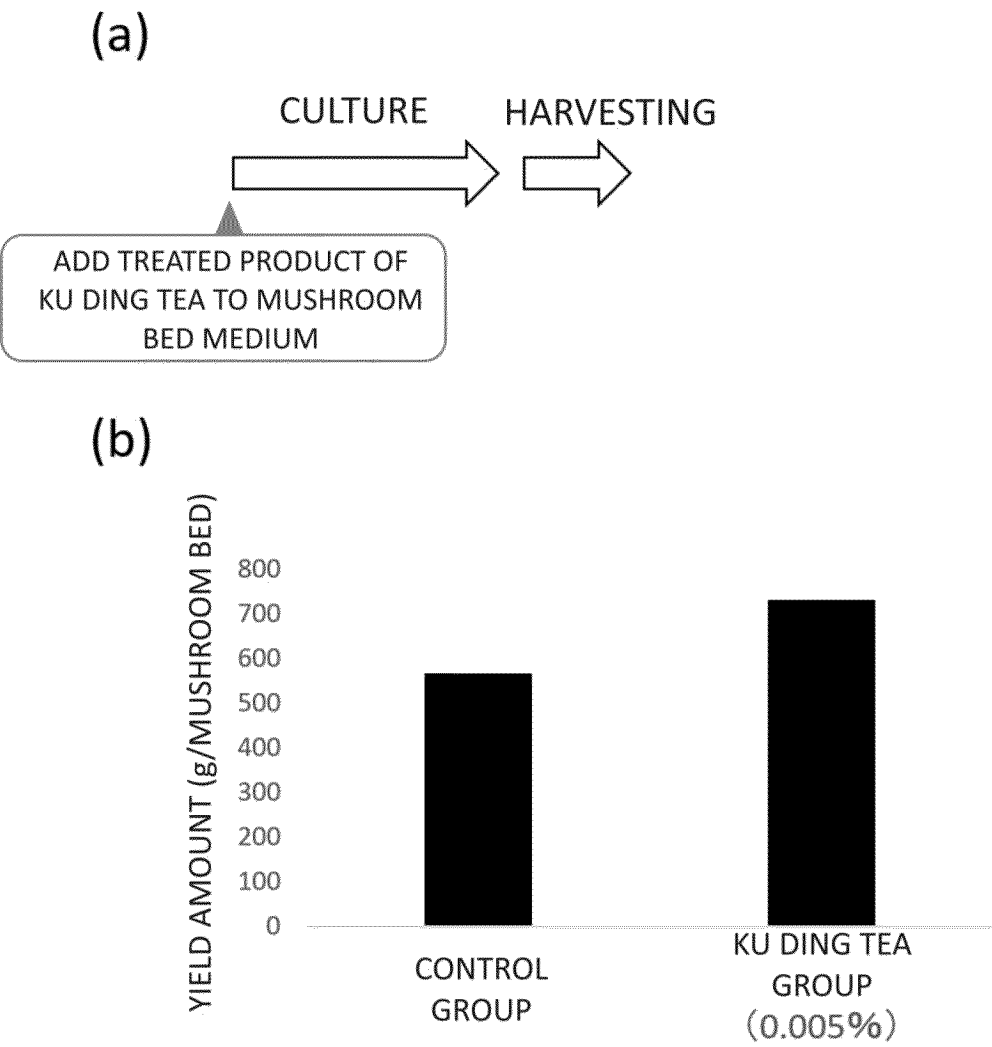 (a)
CULTURE HARVESTING
ADD TREATED PRODUCT OF
KU DING TEA TO MUSHROOM
BED MEDIUM
(b)
YIELD AMOUNT (g/MUSHROOM BED)
800
700
600
500
400
300
200
100
0
CONTROL
GROUP
KU DING TEA
GROUP
(0.005%)